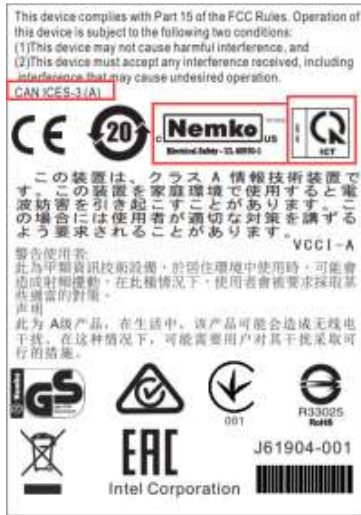 This device complies with Part 15 of the FCC Rules. Operation of
this device is subject to the following two conditions:
(1)This device may not cause harmful interference, and
(2)This device must accept any interference received, including
interference that may cause undesired operation.
CAN ICES-3 (A)
CE 20 c Nemko US
Electrical Safety - UL 60950-1
ICT
この装置は、クラス A 情報技術装置で
す。この装置を家庭環境で使用すると電
波妨害を引き起こすことがあります。こ
の場合には使用者が適切な対策を講ずる
よう要求されることがあります。
VCCI-A
警告使用者:
此為甲類資訊技術設備，於居住環境中使用時，可能會
造成射頻擾動，在此種情況下，使用者會被要求採取某
些適當的對策。
声明
此为 A级产品，在生活中，该产品可能会造成无线电
干扰。在这种情况下，可能需要用户对其干扰采取可
行的措施。
GS
001
R33025
RoHS
EAC
J61904-001
Intel Corporation